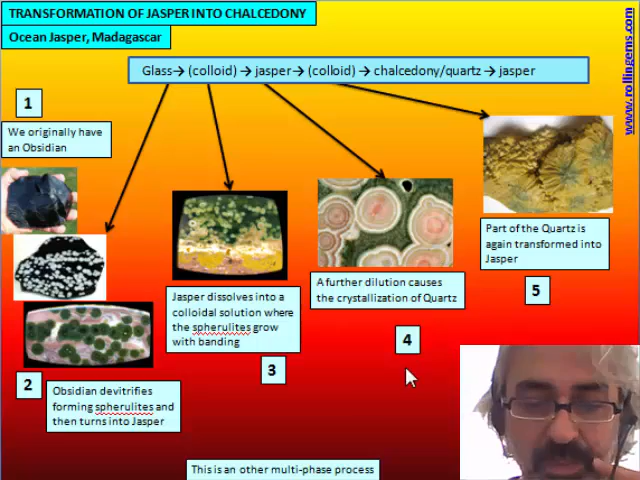 TRANSFORMATION OF JASPER INTO CHALCEDONY
Ocean Jasper, Madagascar
www.rollingems.com
Glass→ (colloid) → jasper→ (colloid) → chalcedony/quartz → jasper
1
We originally have
an Obsidian
2
Obsidian devitrifies
forming spherulites and
then turns into Jasper
Jasper dissolves into a
colloidal solution where
the spherulites grow
with banding
3
A further dilution causes
the crystallization of Quartz
4
Part of the Quartz is
again transformed into
Jasper
5
This is an other multi-phase process